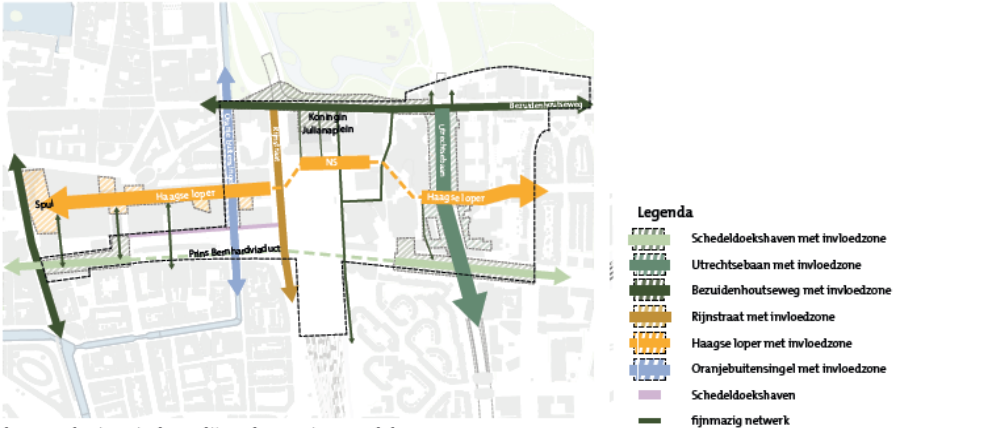 Bezuidenhoutseweg
Koningin
Julianaplein
Utrechtsebaan
Rijnstraat
NS
Haagse loper
Haagse loper
Spui
Prins Bernhardviaduct
Legenda
Schedeldoekshaven met invloedzone
Utrechtsebaan met invloedzone
Bezuidenhoutseweg met invloedzone
Rijnstraat met invloedzone
Haagse loper met invloedzone
Oranjebuitensingel met invloedzone
Schedeldoekshaven
fijnmazig netwerk